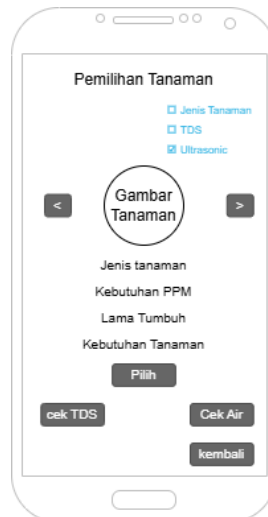 Pemilihan Tanaman
Jenis Tanaman
TDS
Ultrasonic
<
Gambar
Tanaman
>
Jenis tanaman
Kebutuhan PPM
Lama Tumbuh
Kebutuhan Tanaman
Pilih
cek TDS
Cek Air
kembali